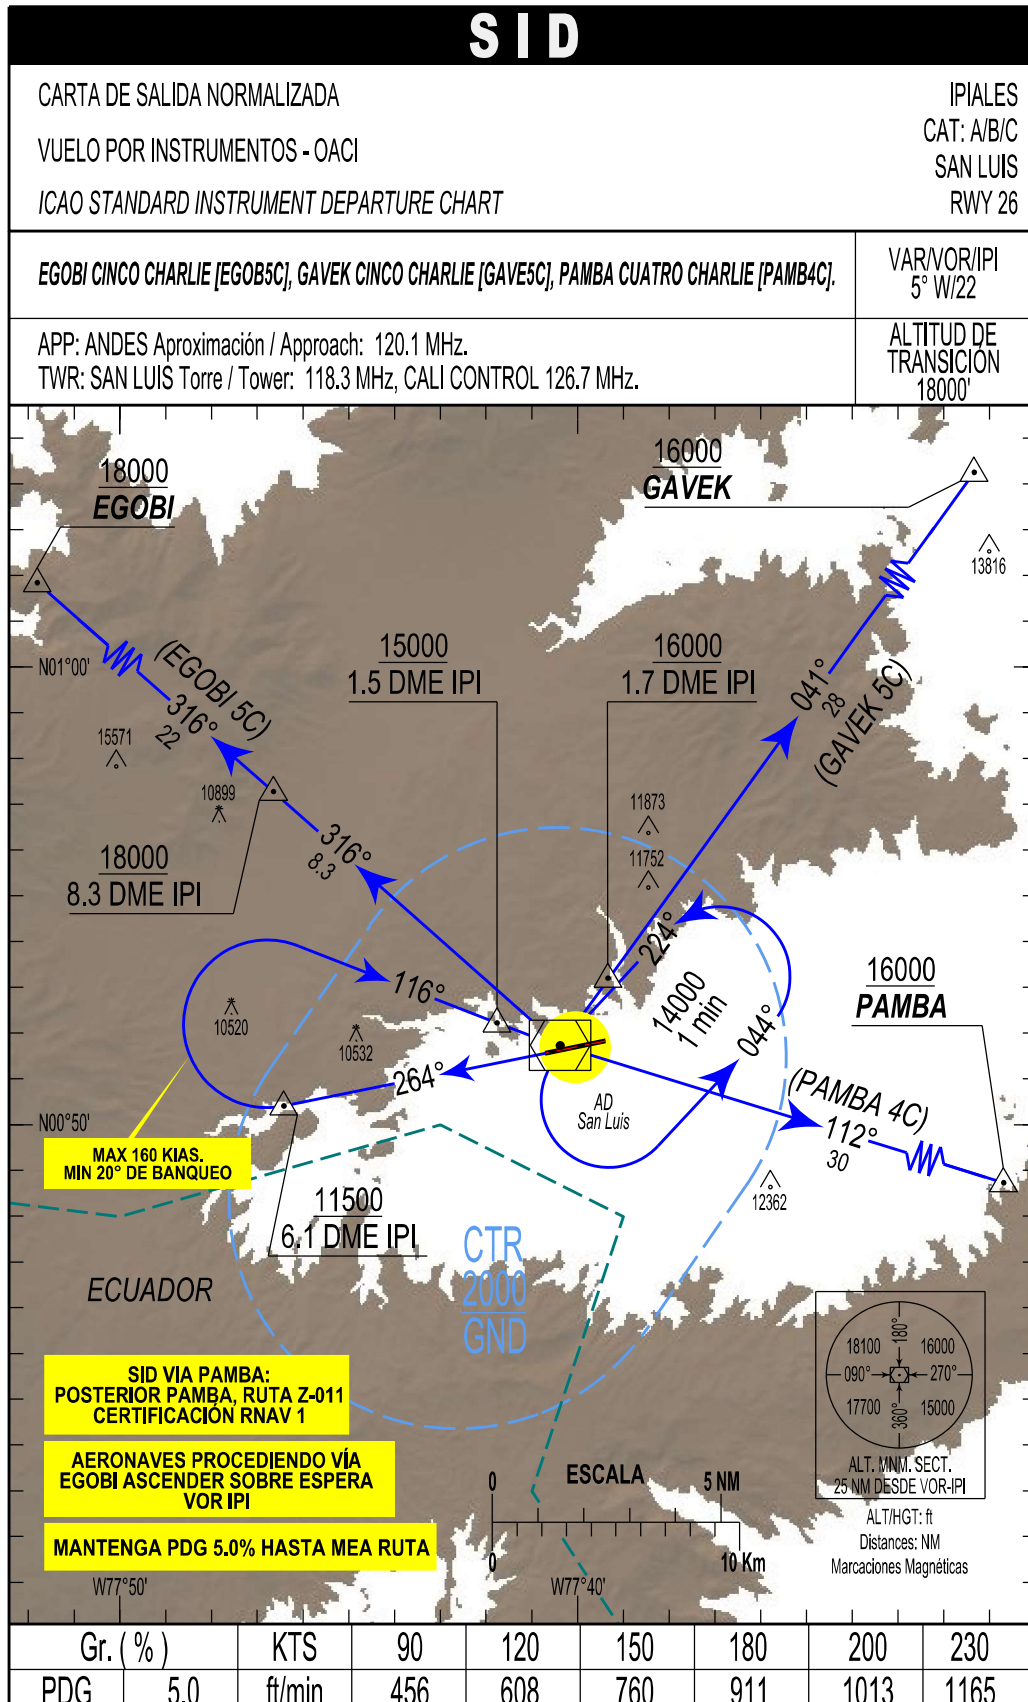 SID
CARTA DE SALIDA NORMALIZADA
VUELO POR INSTRUMENTOS - OACI
ICAO STANDARD INSTRUMENT DEPARTURE CHART
IPIALES
CAT: A/B/C
SAN LUIS
RWY 26
EGOBI CINCO CHARLIE [EGOB5C], GAVEK CINCO CHARLIE [GAVE5C], PAMBA CUATRO CHARLIE [PAMB4C].
VAR/VOR/IPI
5° W/22
APP: ANDES Aproximación / Approach: 120.1 MHz.
TWR: SAN LUIS Torre / Tower: 118.3 MHz, CALI CONTROL 126.7 MHz.
ALTITUD DE
TRANSICIÓN
18000'
18000
EGOBI
16000
GAVEK
13816
N01°00'
(EGOBI 5C)
316°
22
15000
1.5 DME IPI
16000
1.7 DME IPI
041°
28
(GAVEK 5C)
15571
10899
11873
11752
316°
8.3
18000
8.3 DME IPI
224°
116°
14000
1 min
044°
16000
PAMBA
10520
10532
264°
AD
San Luis
(PAMBA 4C)
112°
30
N00°50'
MAX 160 KIAS.
MIN 20° DE BANQUEO
12362
11500
6.1 DME IPI
CTR
2000
GND
ECUADOR
SID VIA PAMBA:
POSTERIOR PAMBA, RUTA Z-011
CERTIFICACIÓN RNAV 1
AERONAVES PROCEDIENDO VÍA
EGOBI ASCENDER SOBRE ESPERA
VOR IPI
MANTENGA PDG 5.0% HASTA MEA RUTA
0 ESCALA 5 NM
0 10 Km
180°
18100 16000
090° 270°
17700 15000
360°
ALT. MNM. SECT.
25 NM DESDE VOR-IPI
ALT/HGT: ft
Distances: NM
Marcaciones Magnéticas
W77°50'
W77°40'
Gr. ( % ) KTS 90 120 150 180 200 230
PDG 5.0 ft/min 456 608 760 911 1013 1165